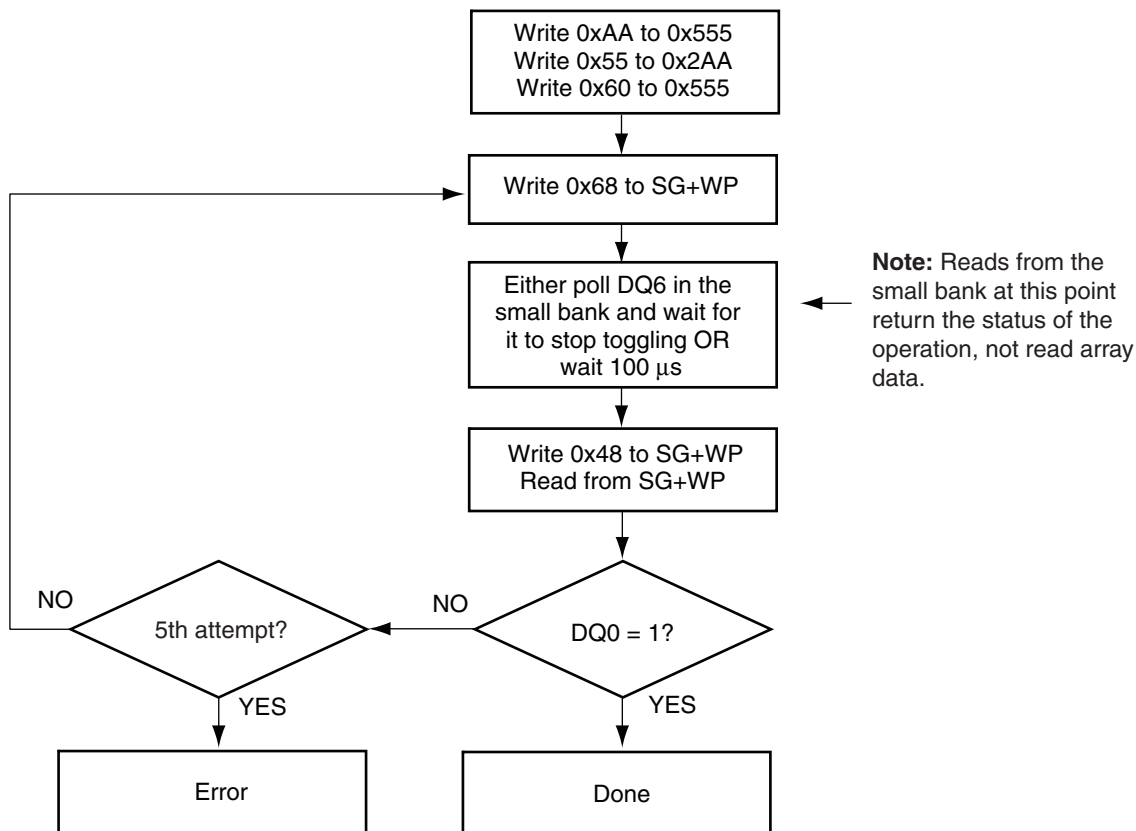 Write 0xAA to 0x555
Write 0x55 to 0x2AA
Write 0x60 to 0x555
Write 0x68 to SG+WP
Either poll DQ6 in the
small bank and wait for
it to stop toggling OR
wait 100 μs
Note: Reads from the
small bank at this point
return the status of the
operation, not read array
data.
Write 0x48 to SG+WP
Read from SG+WP
NO
5th attempt?
NO
DQ0 = 1?
YES
YES
Error
Done